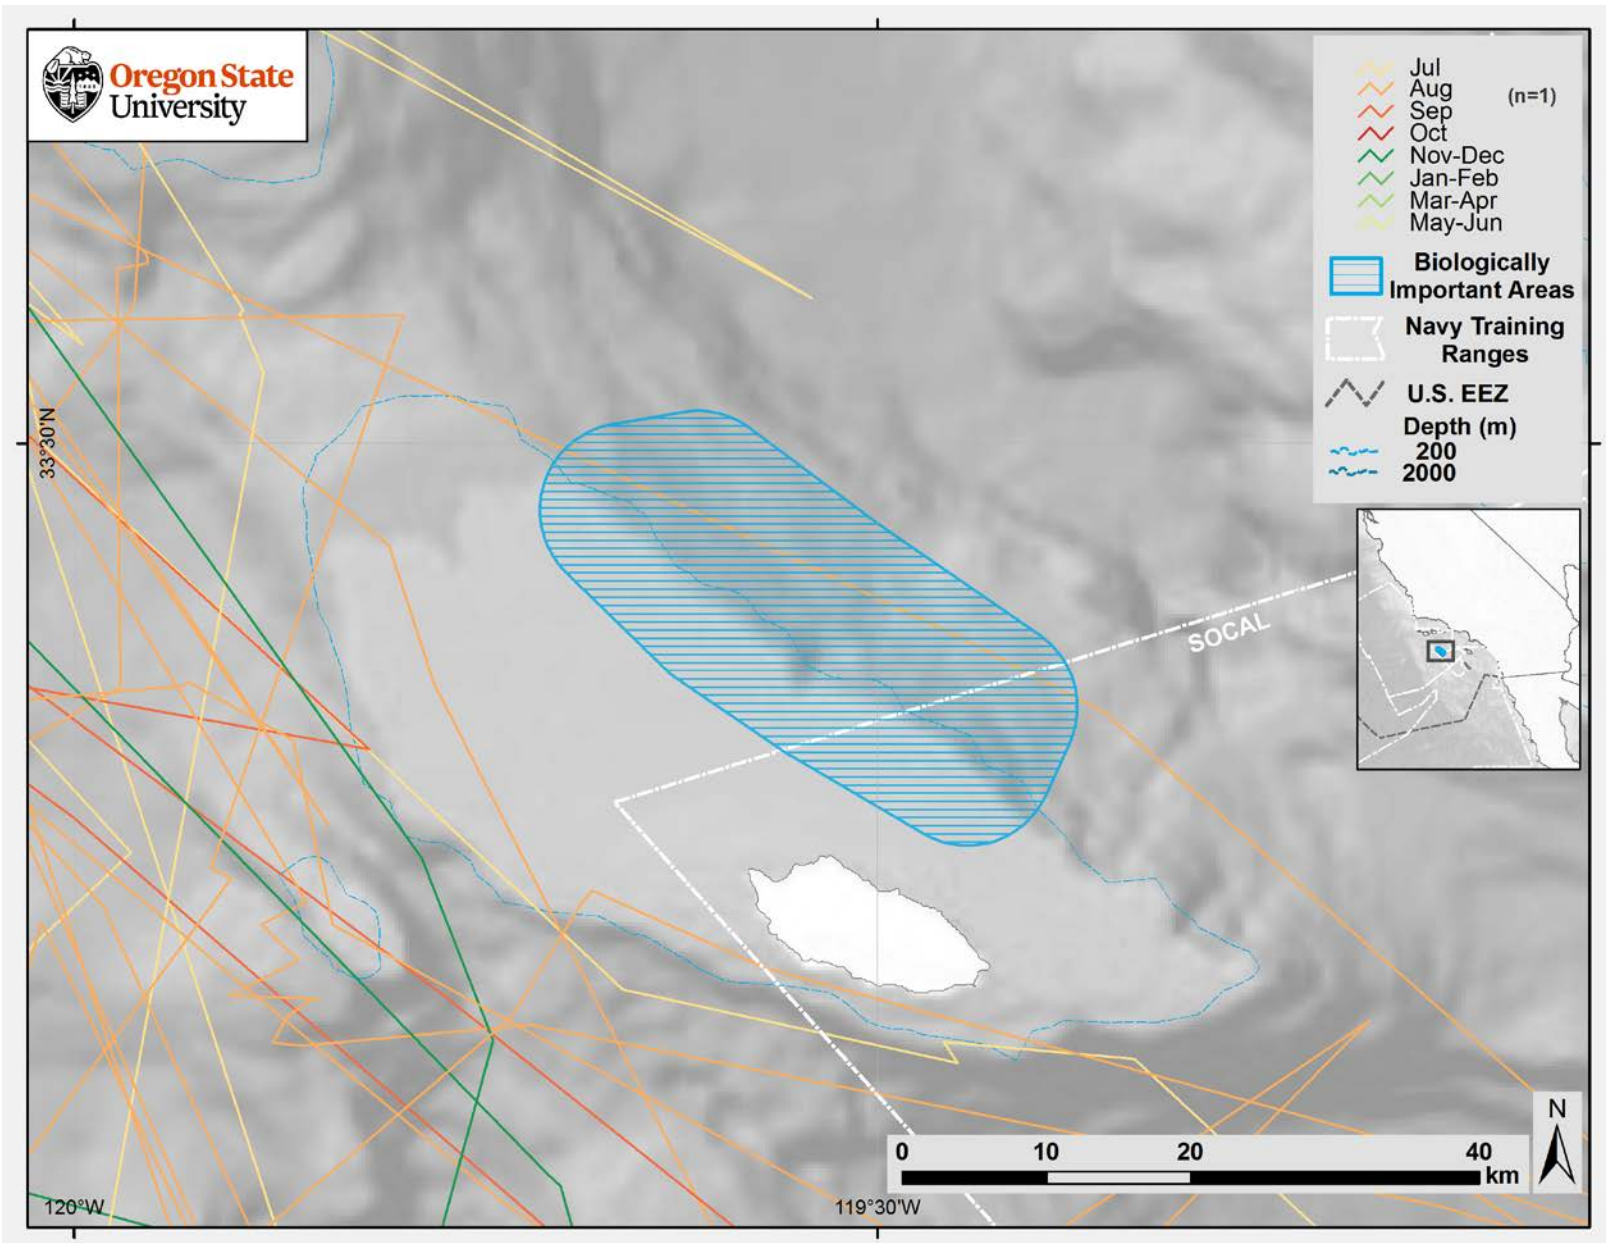 Oregon State
University
Jul
Aug
(n=1)
Sep
Oct
Nov-Dec
Jan-Feb
Mar-Apr
May-Jun
Biologically
Important Areas
Navy Training
Ranges
U.S. EEZ
Depth (m)
200
2000
33°30'N
SOCAL
N
0 10 20 40
km
120°W
119°30'W